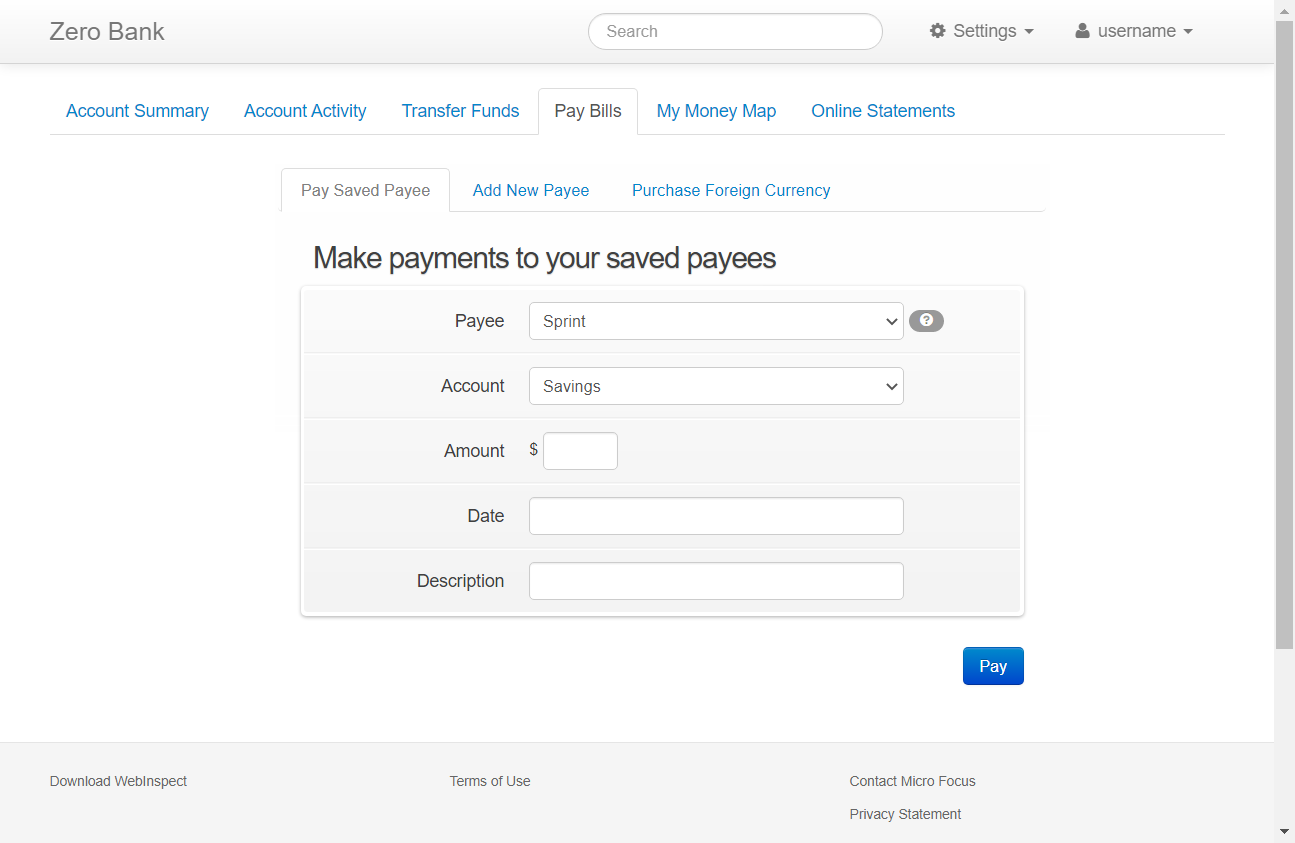 Zero Bank
Search
Settings
username
Account Summary
Account Activity
Transfer Funds
Pay Bills
My Money Map
Online Statements
Pay Saved Payee
Add New Payee
Purchase Foreign Currency
Make payments to your saved payees
Payee
Sprint
?
Account
Savings
Amount
$
Date
Description
Pay
Download WebInspect
Terms of Use
Contact Micro Focus
Privacy Statement